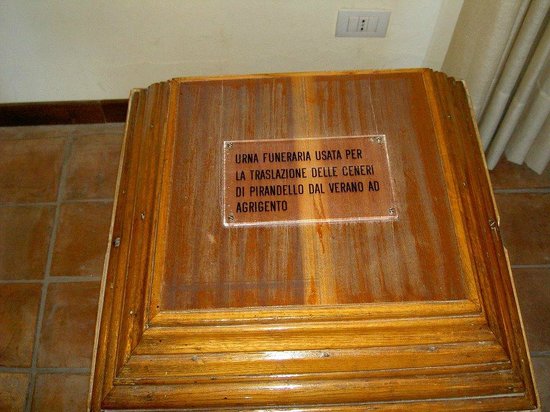 URNA FUNERARIA USATA PER
LA TRASLAZIONE DELLE CENERI
DI PIRANDELLO DAL VERANO AD
AGRIGENTO